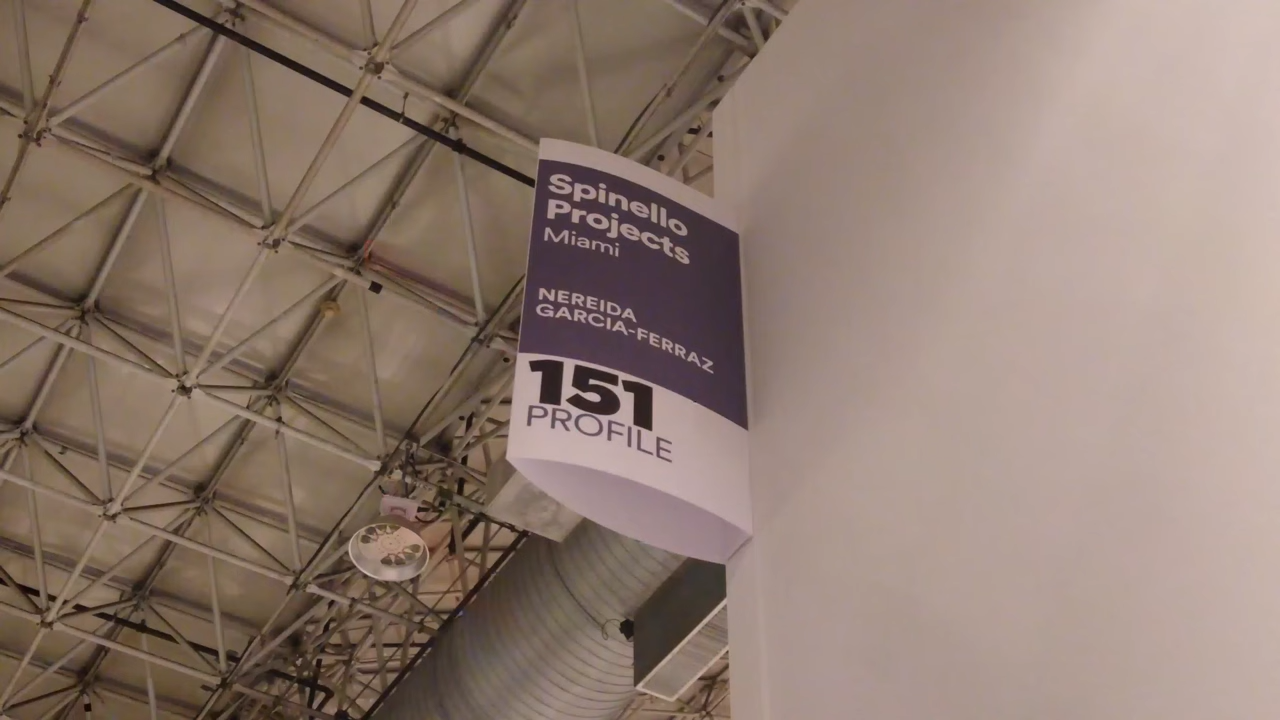 Spinello
Projects
Miami
NEREIDA
GARCIA-FERRAZ
151
PROFILE